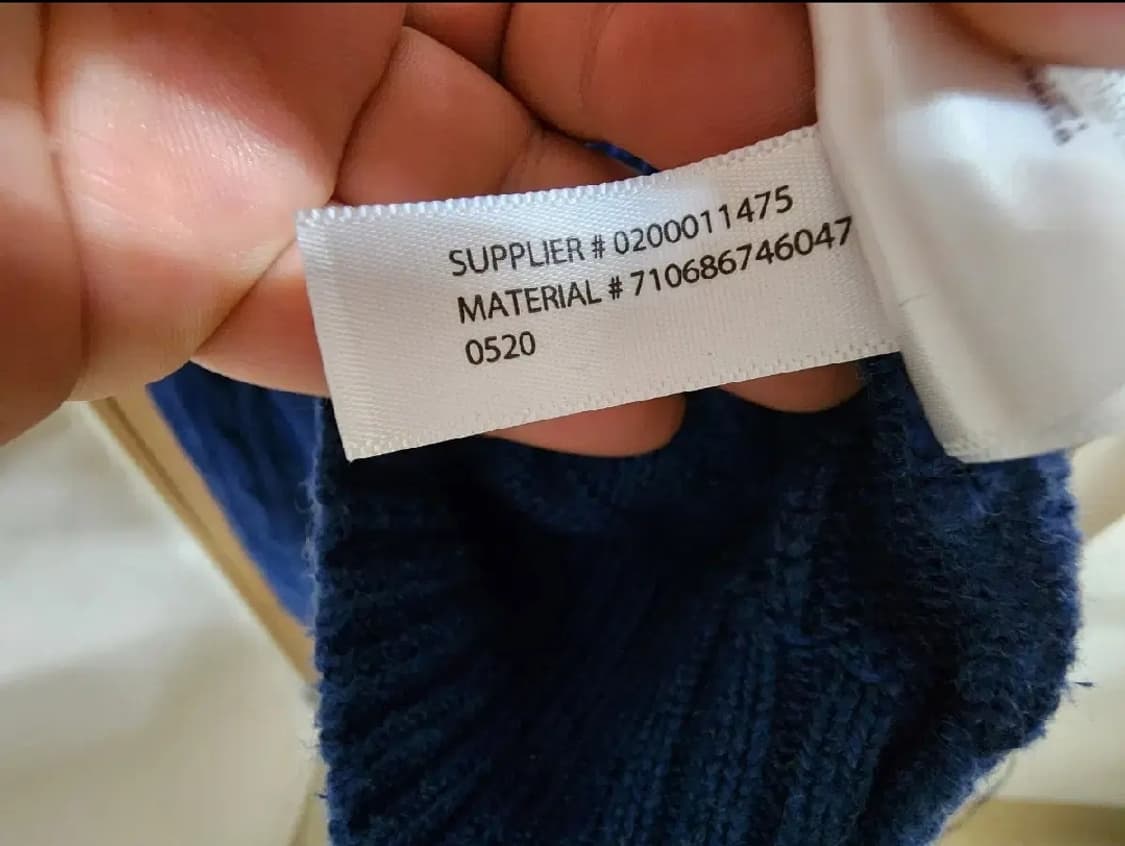 SUPPLIER # 0200011475
MATERIAL # 710686746047
0520